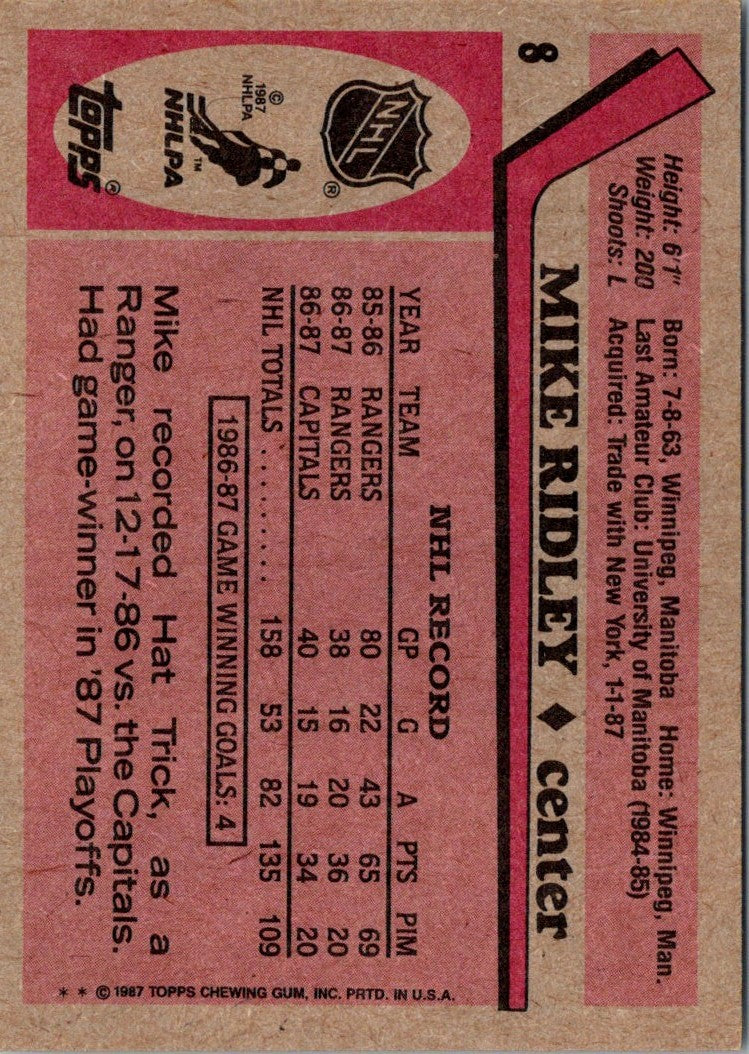 8
Height: 6'1" Born: 7-8-63, Winnipeg, Manitoba Home: Winnipeg, Man.
Weight: 200 Last Amateur Club: University of Manitoba (1984-85)
Shoots: L Acquired: Trade with New York, 1-1-87
MIKE RIDLEY ♦ center
NHL
®
© 1987
NHLPA
TM
NHLPA
TOPPS
®
NHL RECORD
YEAR TEAM GP G A PTS PIM
85-86 RANGERS 80 22 43 65 69
86-87 RANGERS 38 16 20 36 20
86-87 CAPITALS 40 15 19 34 20
NHL TOTALS ......... 158 53 82 135 109
1986-87 GAME WINNING GOALS: 4
Mike recorded Hat Trick, as a
Ranger, on 12-17-86 vs. the Capitals.
Had game-winner in '87 Playoffs.
* * © 1987 TOPPS CHEWING GUM, INC. PRTD. IN U.S.A.